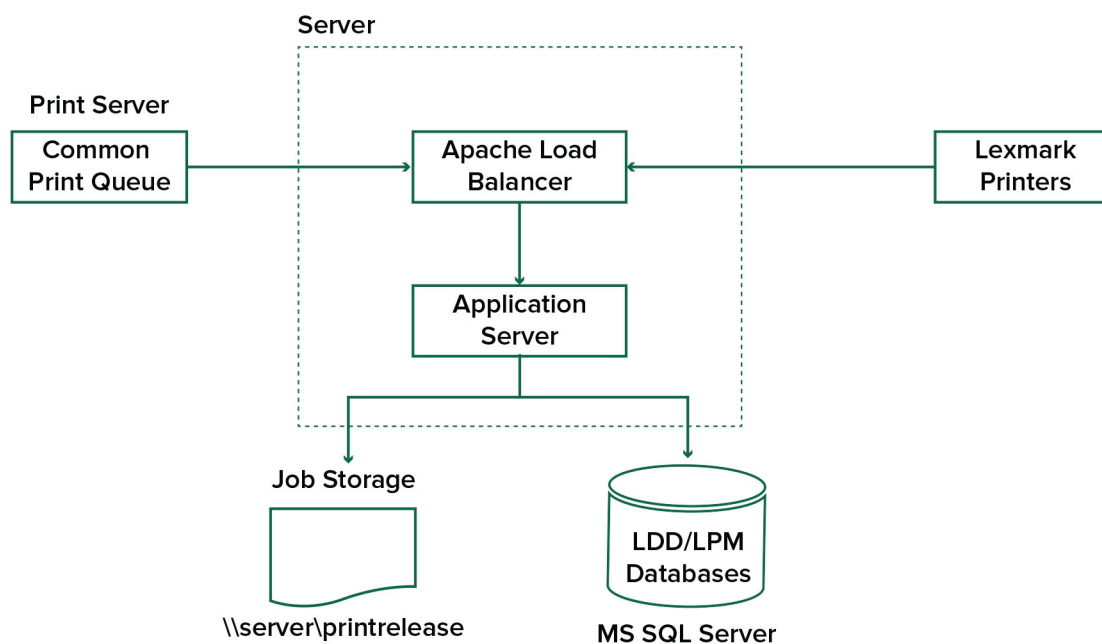 Server
Print Server
Common
Print Queue
Apache Load
Balancer
Lexmark
Printers
Application
Server
Job Storage
\\server\printrelease
LDD/LPM
Databases
MS SQL Server